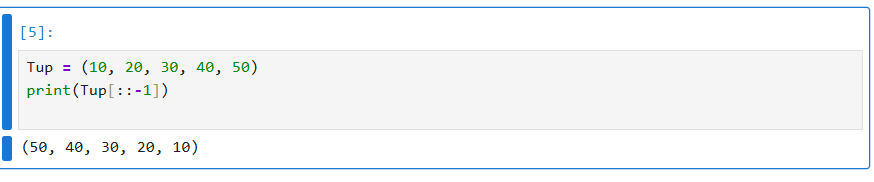 [5]:
Tup = (10, 20, 30, 40, 50)
print(Tup[::-1])
(50, 40, 30, 20, 10)